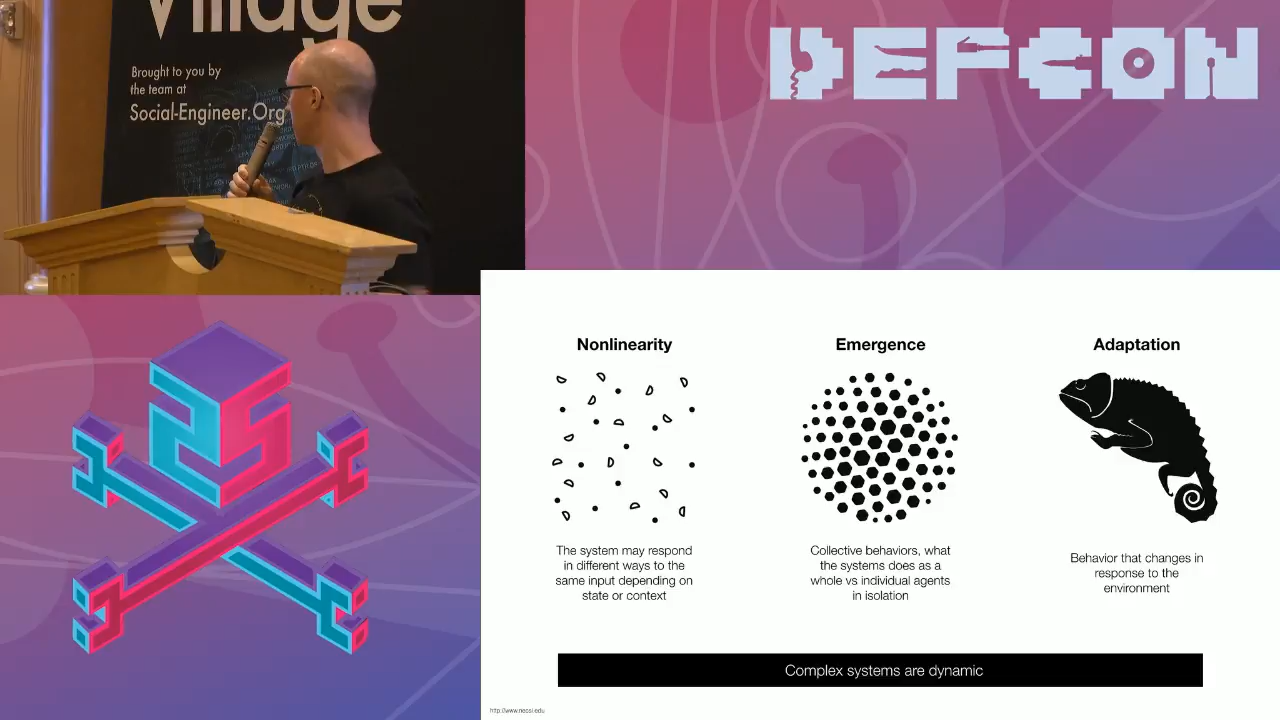 Village
Brought to you by
the team at
Social-Engineer.Org
DEFCON
Nonlinearity
Emergence
Adaptation
The system may respond
in different ways to the
same input depending on
state or context
Collective behaviors, what
the systems does as a
whole vs individual agents
in isolation
Behavior that changes in
response to the
environment
Complex systems are dynamic
http://www.necsi.edu